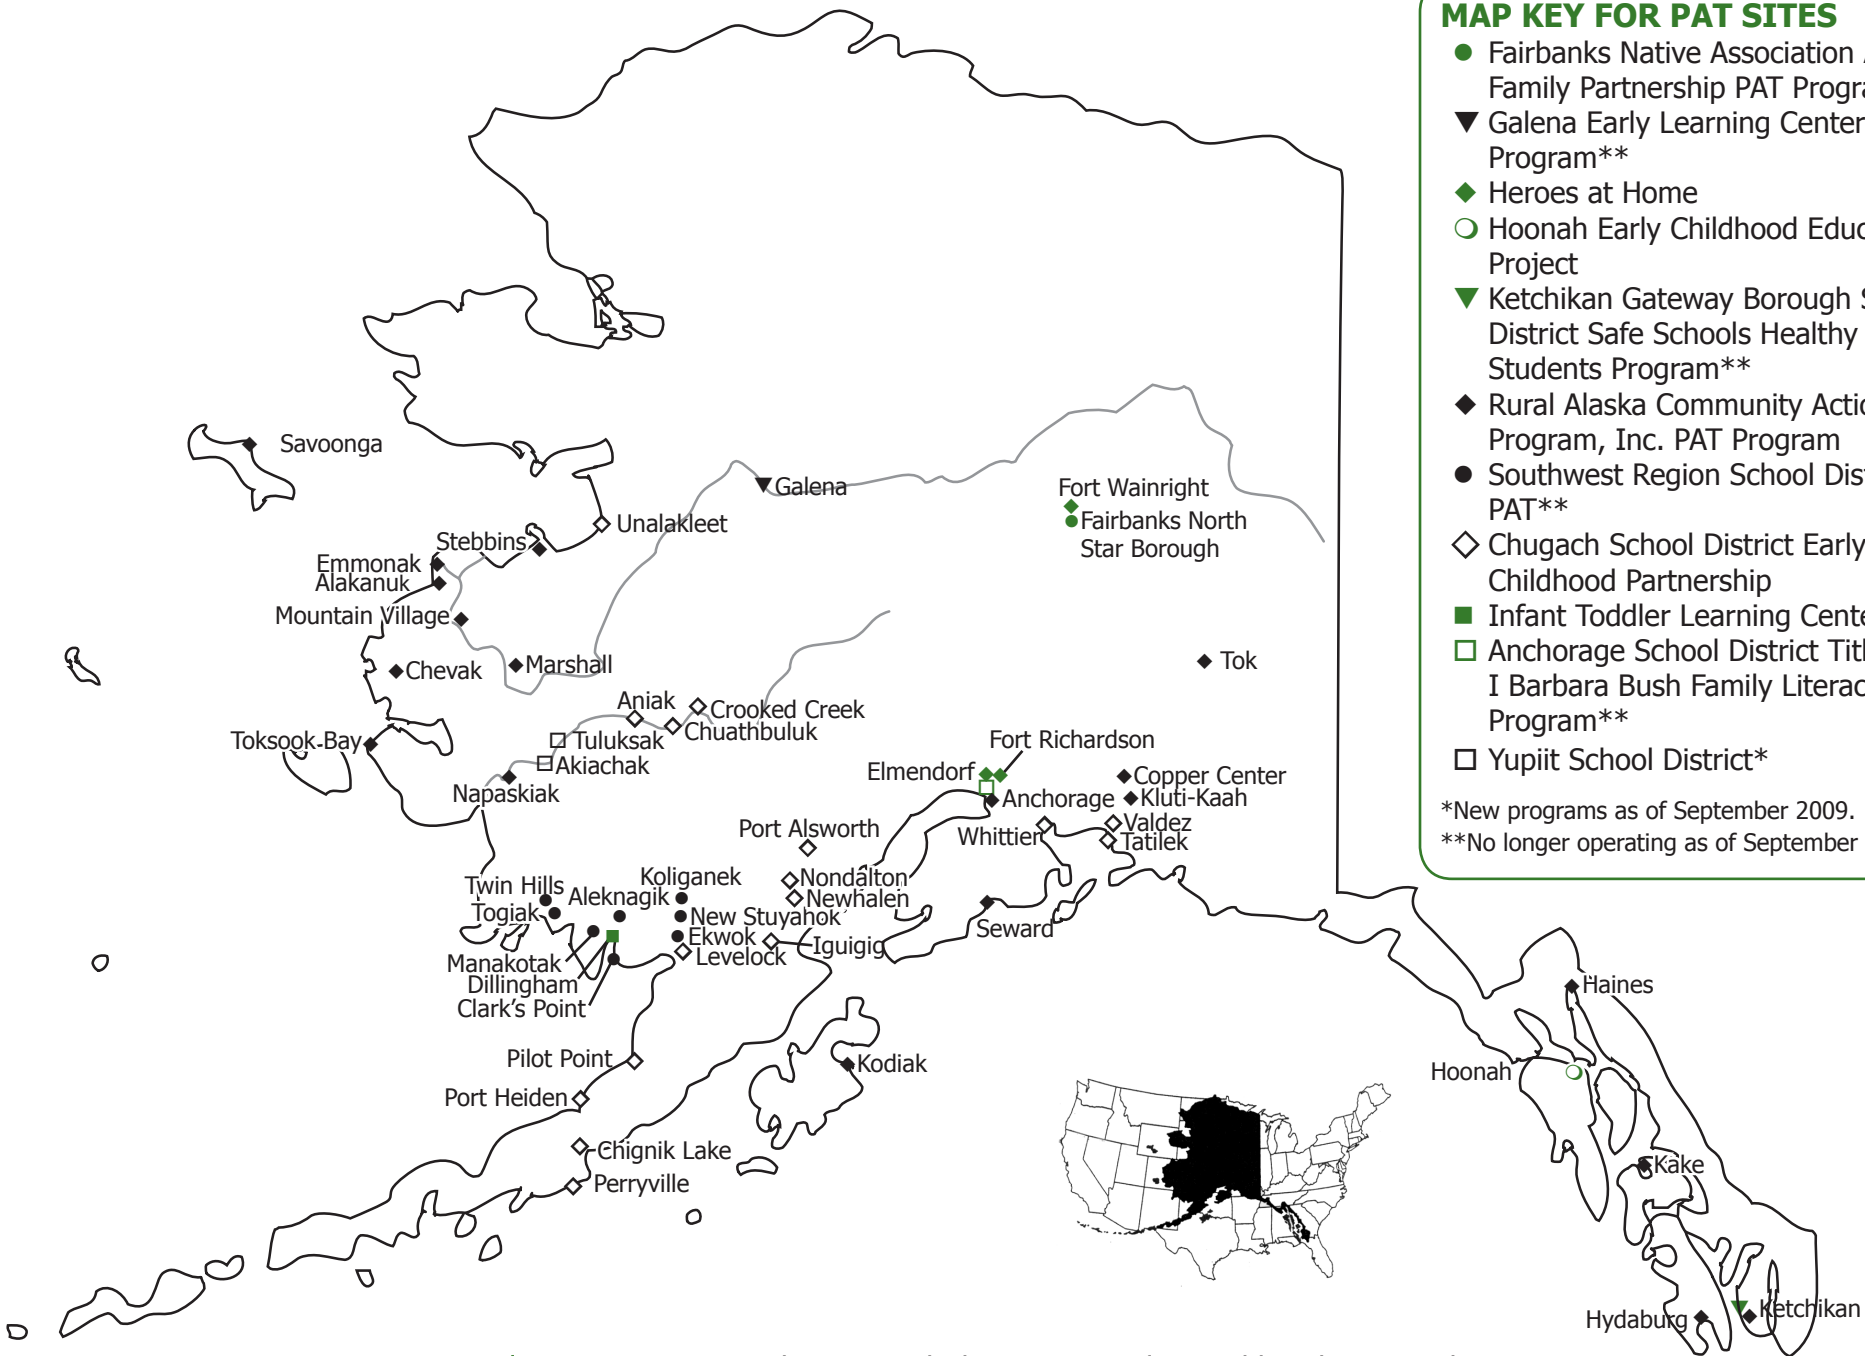 MAP KEY FOR PAT SITES
Fairbanks Native Association
Family Partnership PAT
Galena Early Learning Center
Program**
Heroes at Home
Hoonah Early Childhood
Project
Ketchikan Gateway Borough
District Safe Schools Healthy
Students Program**
Rural Alaska Community
Program, Inc. PAT Program
Southwest Region School
PAT**
Chugach School District Early
Childhood Partnership
Infant Toddler Learning
Anchorage School District
I Barbara Bush Family
Program**
Yupiit School District*
*New programs as of September 2009.
**No longer operating as of September
Savoonga
Galena
Fort Wainright
Fairbanks North
Star Borough
Unalakleet
Stebbins
Emmonak
Alakanuk
Mountain Village
Chevak
Marshall
Tok
Aniak
Crooked Creek
Chuathbuluk
Toksook Bay
Tuluksak
Akiachak
Napaskiak
Fort Richardson
Elmendorf
Anchorage
Copper Center
Kluti-Kaah
Whittier
Valdez
Tatilek
Port Alsworth
Nondalton
Newhalen
Koliganek
Twin Hills
Aleknagik
Togiak
New Stuyahok
Ekwok
Levelock
Iguigig
Seward
Manakotak
Dillingham
Clark's Point
Haines
Pilot Point
Kodiak
Hoonah
Port Heiden
Chignik Lake
Perryville
Kake
Hydaburg
Ketchikan